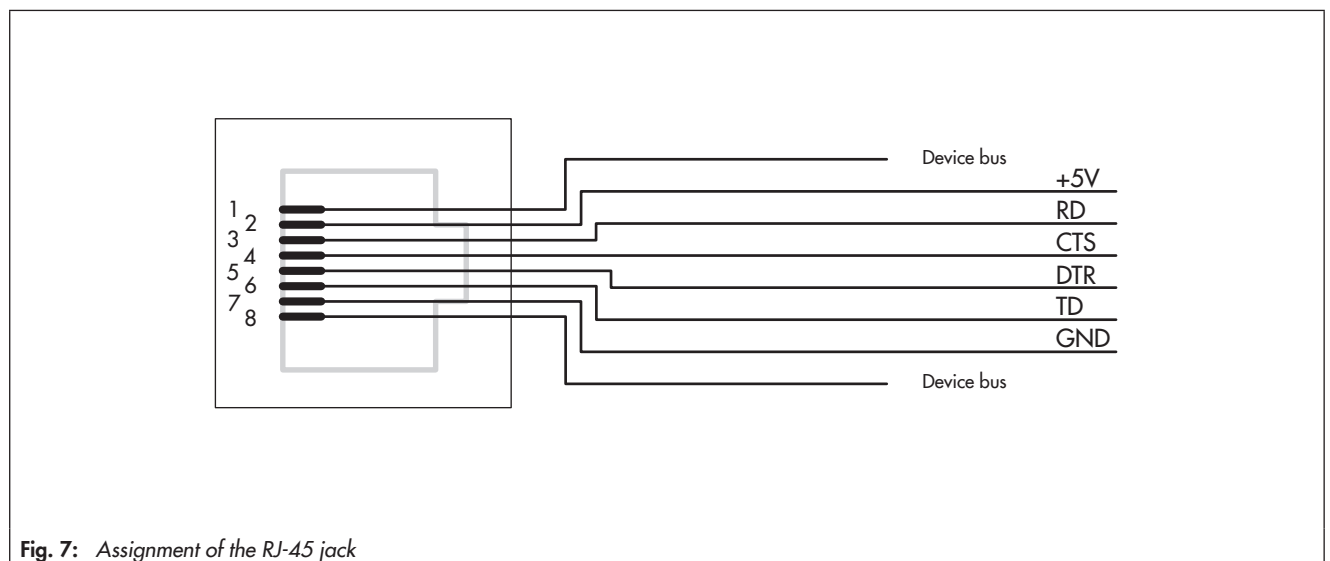 Device bus
+5V
1
RD
2
3
CTS
4
5
DTR
6
TD
7
8
GND
Device bus
Fig. 7: Assignment of the RJ-45 jack